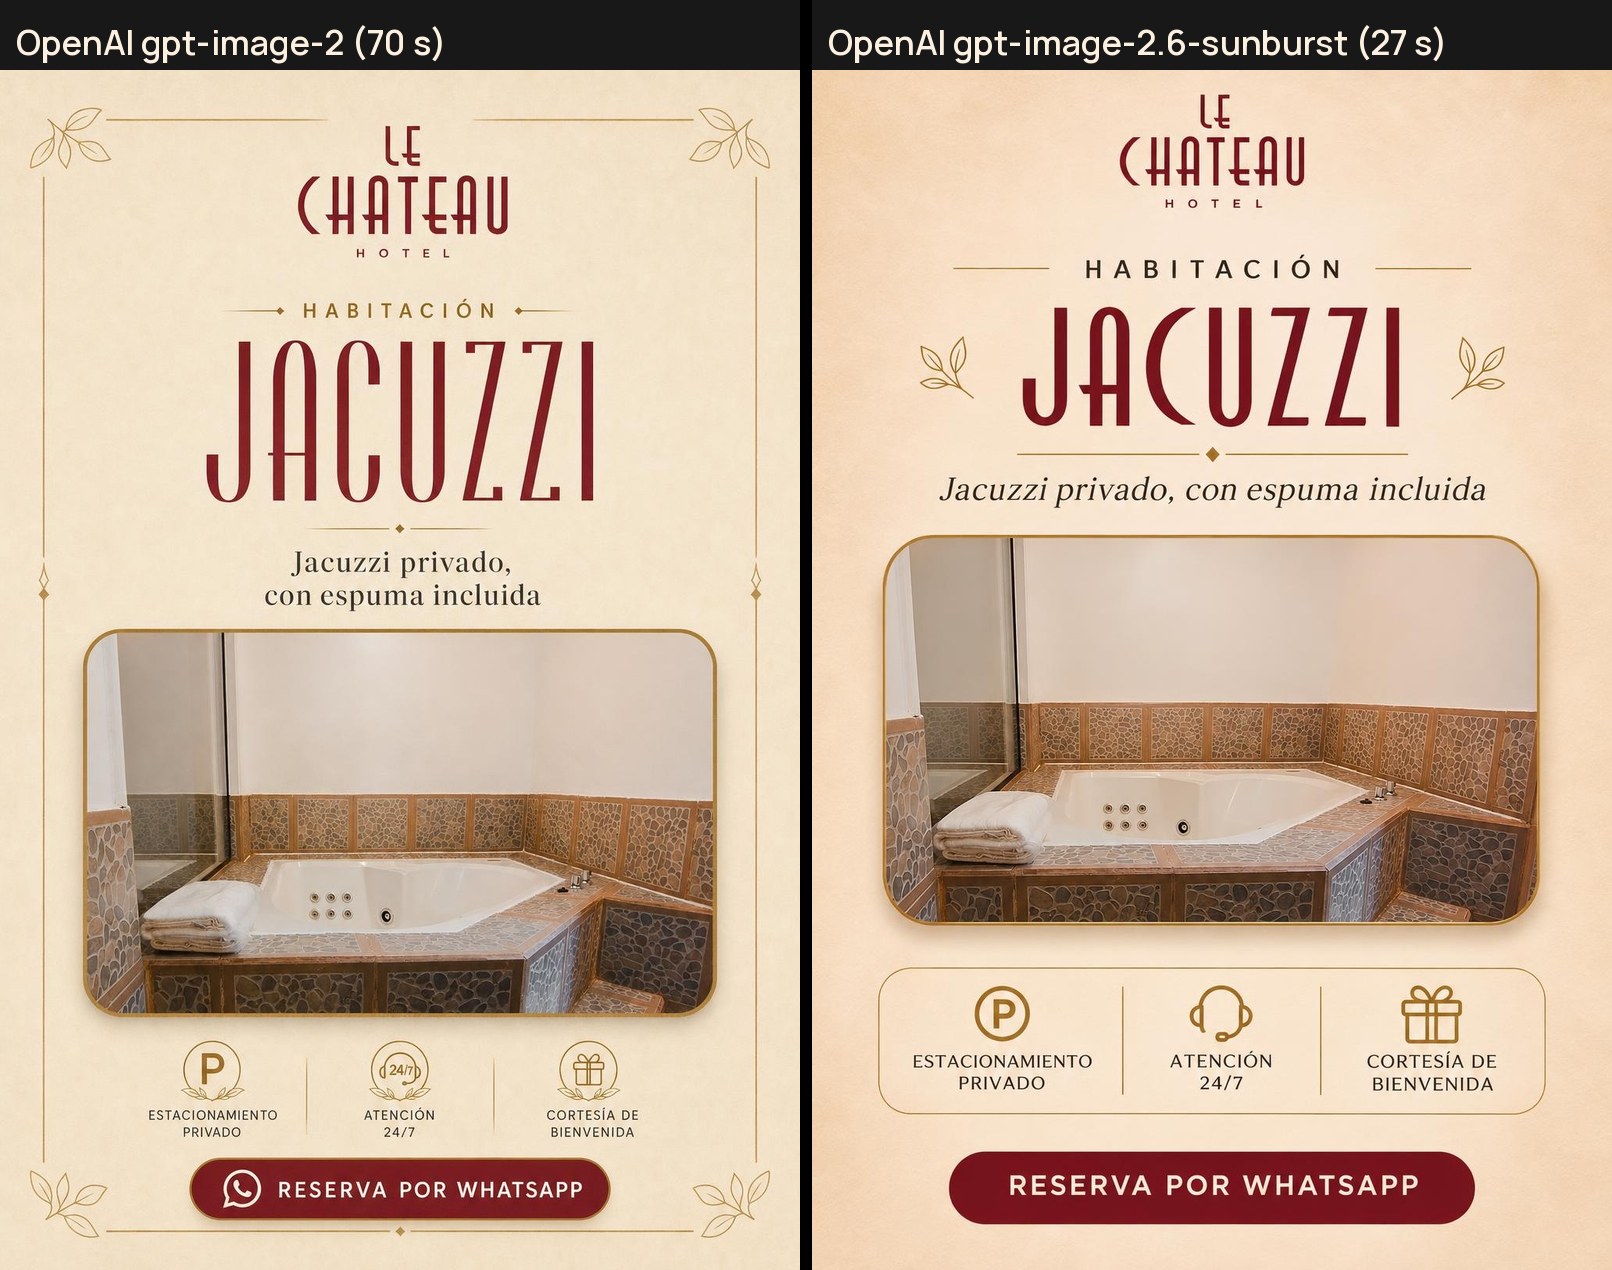 OpenAI gpt-image-2 (70 s)
LE
CHATEAU
HOTEL
HABITACIÓN
JACUZZI
Jacuzzi privado,
con espuma incluida
P
ESTACIONAMIENTO
PRIVADO
24/7
ATENCIÓN
24/7
CORTESÍA DE
BIENVENIDA
RESERVA POR WHATSAPP
OpenAI gpt-image-2.6-sunburst (27 s)
LE
CHATEAU
HOTEL
HABITACIÓN
JACUZZI
Jacuzzi privado, con espuma incluida
P
ESTACIONAMIENTO
PRIVADO
ATENCIÓN
24/7
CORTESÍA DE
BIENVENIDA
RESERVA POR WHATSAPP